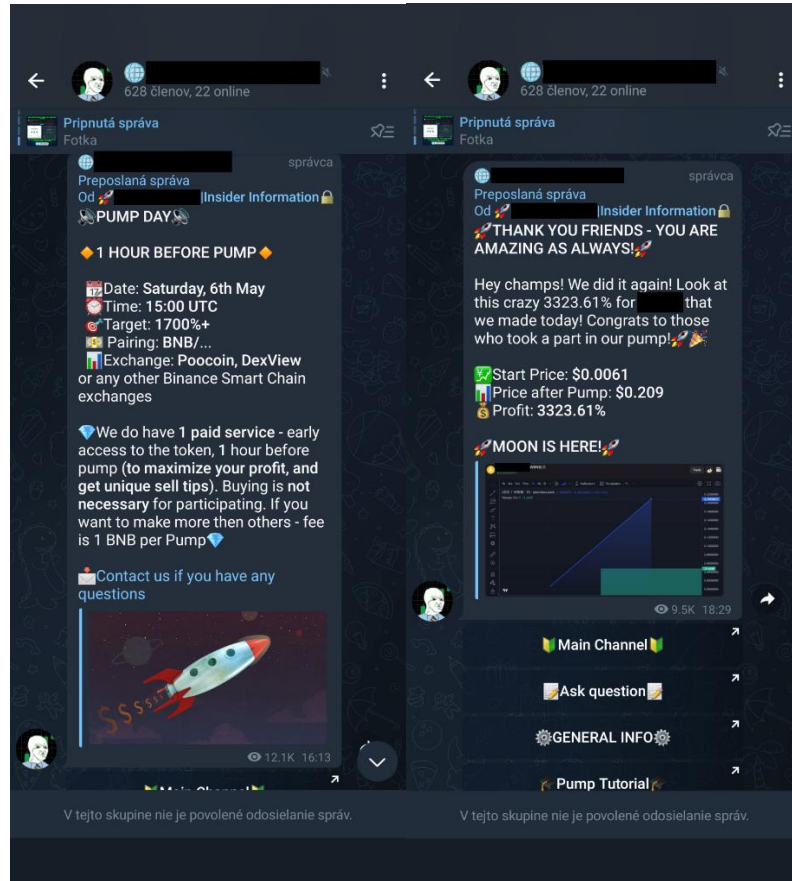 628 členov, 22 online
Pripnutá správa
Fotka
správca
Preposlaná správa
Od |Insider Information
PUMP DAY
1 HOUR BEFORE PUMP
Date: Saturday, 6th May
Time: 15:00 UTC
Target: 1700%+
Pairing: BNB/...
Exchange: Poocoin, DexView
or any other Binance Smart Chain
exchanges
We do have 1 paid service - early
access to the token, 1 hour before
pump (to maximize your profit, and
get unique sell tips). Buying is not
necessary for participating. If you
want to make more then others - fee
is 1 BNB per Pump
Contact us if you have any
questions
SSSSSS
12.1K 16:13
Main Channel
V tejto skupine nie je povolené odosielanie správ.
628 členov, 22 online
Pripnutá správa
Fotka
správca
Preposlaná správa
Od |Insider Information
THANK YOU FRIENDS - YOU ARE
AMAZING AS ALWAYS!
Hey champs! We did it again! Look at
this crazy 3323.61% for that
we made today! Congrats to those
who took a part in our pump!
Start Price: $0.0061
Price after Pump: $0.209
Profit: 3323.61%
MOON IS HERE!
9.5K 18:29
Main Channel
Ask question
GENERAL INFO
Pump Tutorial
V tejto skupine nie je povolené odosielanie správ.